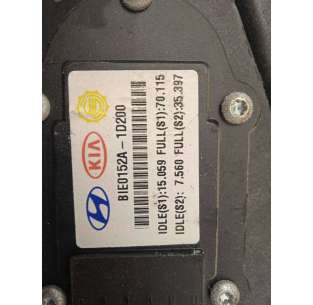 KIA
BIE0152A-1D200
IDLE(S1):15.059 FULL(S1):70.115
IDLE(S2): 7.560 FULL(S2):35.397